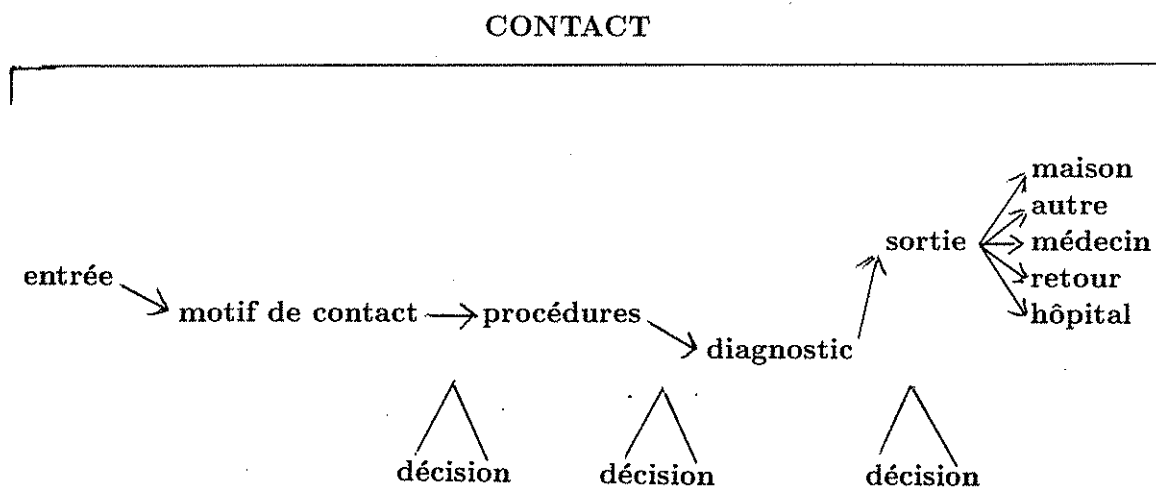 CONTACT
maison
autre
sortie médecin
entrée retour
motif de contact procédures hôpital
diagnostic
décision décision décision